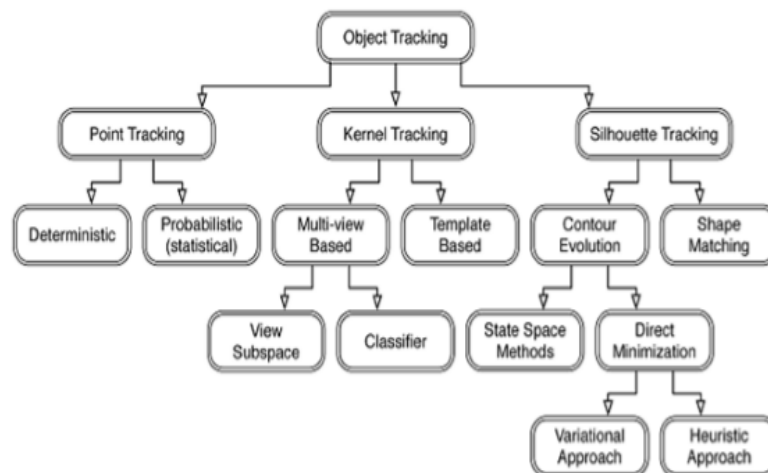 Object Tracking
Point Tracking
Kernel Tracking
Silhouette Tracking
Deterministic
Probabilistic
(statistical)
Multi-view
Based
Template
Based
Contour
Evolution
Shape
Matching
View
Subspace
Classifier
State Space
Methods
Direct
Minimization
Variational
Approach
Heuristic
Approach